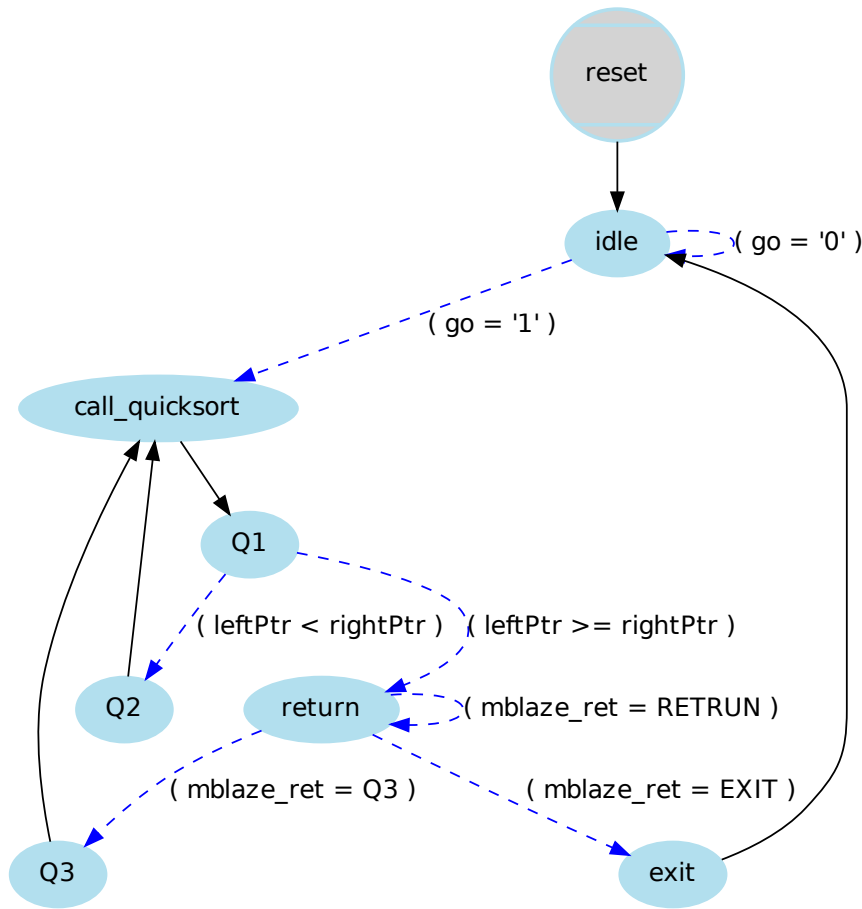 reset
idle
( go = '0' )
( go = '1' )
call_quicksort
Q1
( leftPtr < rightPtr )
( leftPtr >= rightPtr )
Q2
return
( mblaze_ret = RETRUN )
( mblaze_ret = Q3 )
( mblaze_ret = EXIT )
Q3
exit